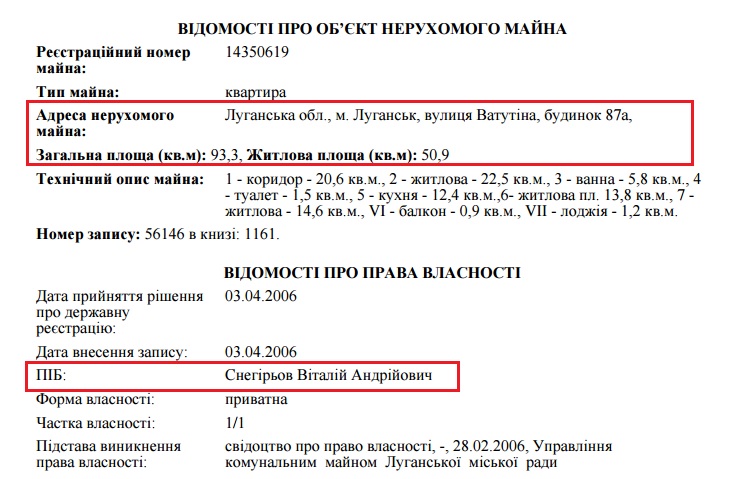 ВІДОМОСТІ ПРО ОБ’ЄКТ НЕРУХОМОГО МАЙНА
Реєстраційний номер 14350619
майна:
Тип майна: квартира
Адреса нерухомого Луганська обл., м. Луганськ, вулиця Ватутіна, будинок 87а,
майна:
Загальна площа (кв.м): 93,3, Житлова площа (кв.м): 50,9
Технічний опис майна: 1 - коридор - 20,6 кв.м., 2 - житлова - 22,5 кв.м., 3 - ванна - 5,8 кв.м., 4
- туалет - 1,5 кв.м., 5 - кухня - 12,4 кв.м.,6- житлова пл. 13,8 кв.м., 7 -
житлова - 14,6 кв.м., VI - балкон - 0,9 кв.м., VII - лоджія - 1,2 кв.м.
Номер запису: 56146 в книзі: 1161.
ВІДОМОСТІ ПРО ПРАВА ВЛАСНОСТІ
Дата прийняття рішення 03.04.2006
про державну
реєстрацію:
Дата внесення запису: 03.04.2006
ПІБ: Снегірьов Віталій Андрійович
Форма власності: приватна
Частка власності: 1/1
Підстава виникнення свідоцтво про право власності, -, 28.02.2006, Управління
права власності: комунальним майном Луганської міської ради